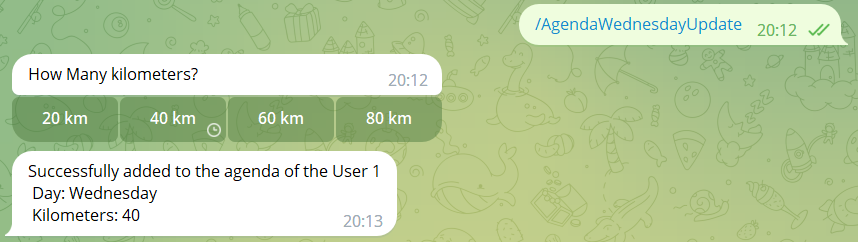 /AgendaWednesdayUpdate 20:12
How Many kilometers? 20:12
20 km 40 km 60 km 80 km
Successfully added to the agenda of the User 1
Day: Wednesday
Kilometers: 40 20:13